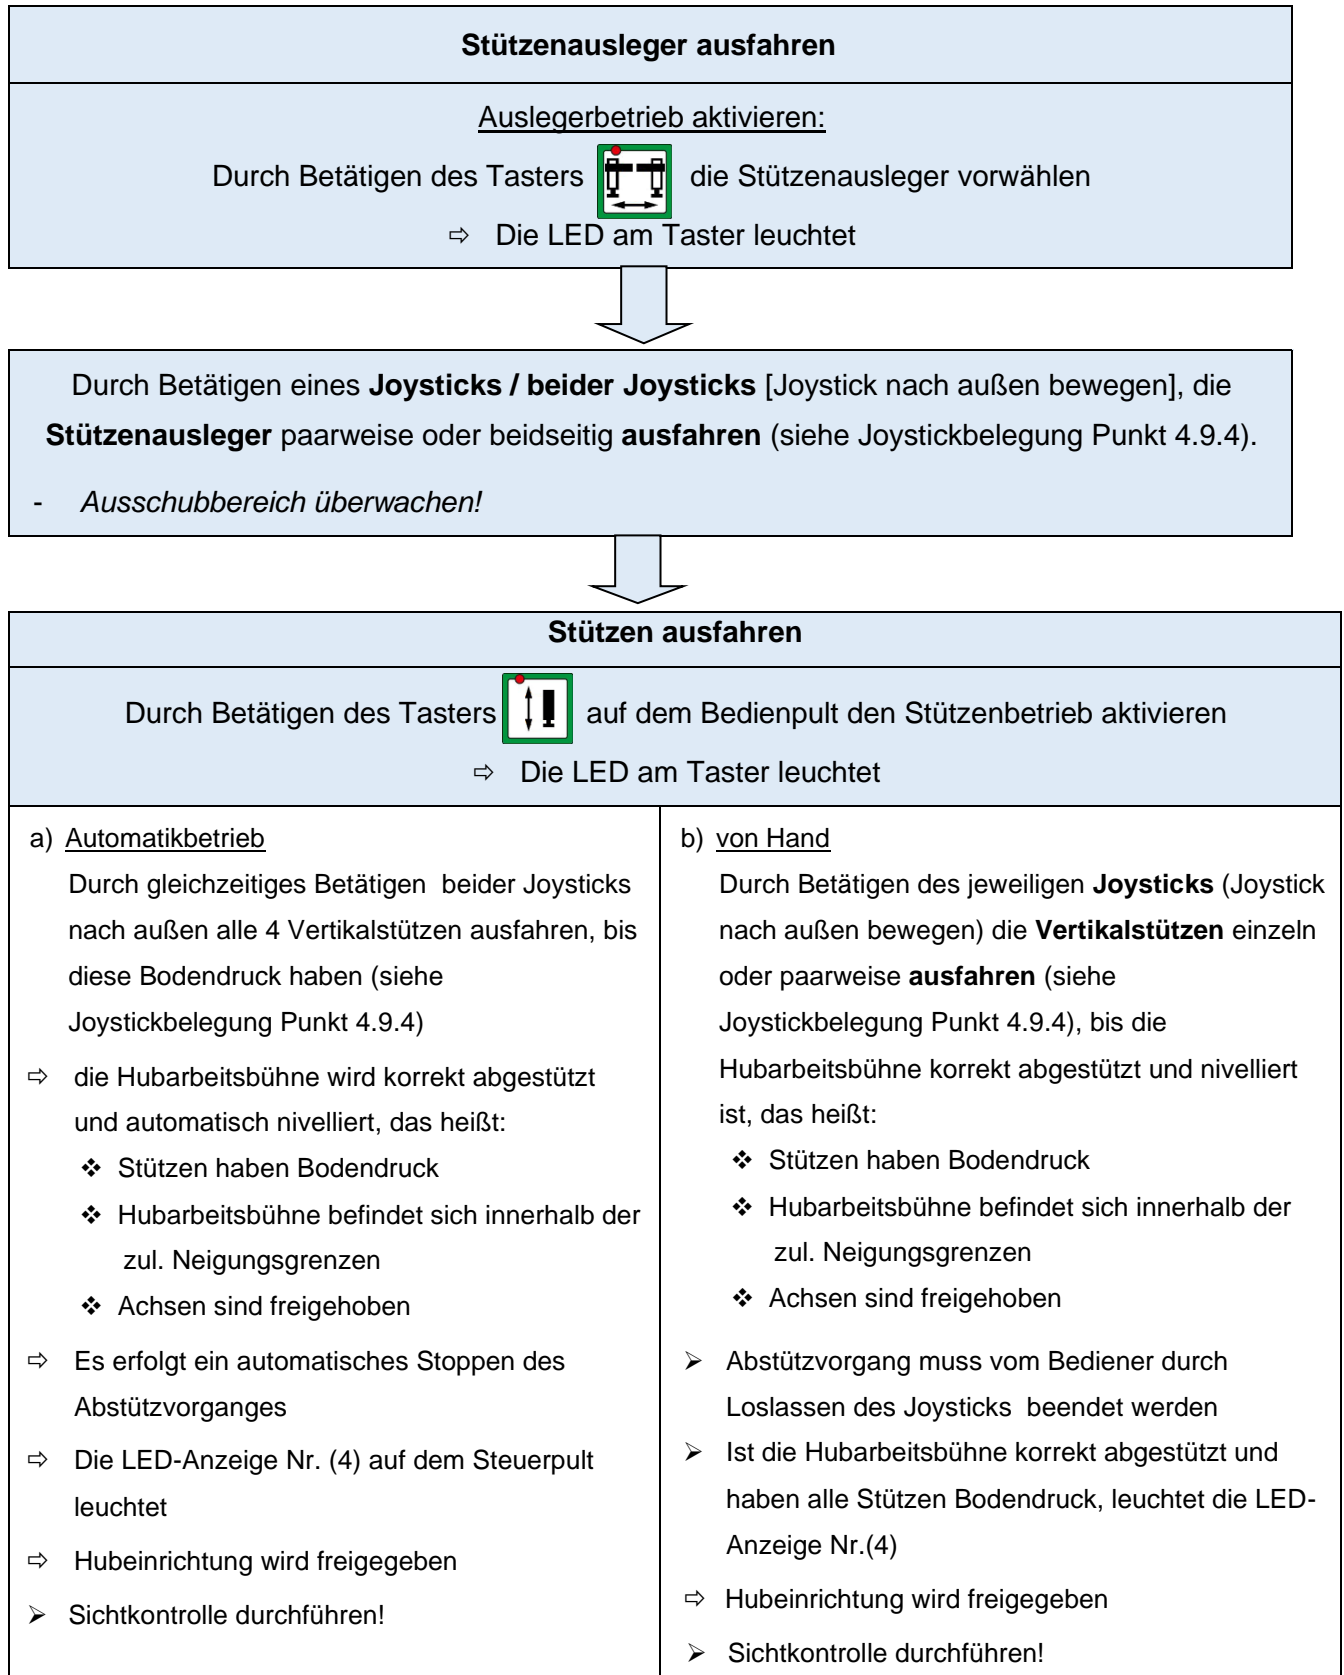 Stützenausleger ausfahren
Auslegerbetrieb aktivieren:
Durch Betätigen des Tasters die Stützenausleger vorwählen
⇨ Die LED am Taster leuchtet
Durch Betätigen eines Joysticks / beider Joysticks [Joystick nach außen bewegen], die
Stützenausleger paarweise oder beidseitig ausfahren (siehe Joystickbelegung Punkt 4.9.4).
- Ausschubbereich überwachen!
Stützen ausfahren
Durch Betätigen des Tasters auf dem Bedienpult den Stützenbetrieb aktivieren
⇨ Die LED am Taster leuchtet
a) Automatikbetrieb
Durch gleichzeitiges Betätigen beider Joysticks
nach außen alle 4 Vertikalstützen ausfahren, bis
diese Bodendruck haben (siehe
Joystickbelegung Punkt 4.9.4)
⇨ die Hubarbeitsbühne wird korrekt abgestützt
und automatisch nivelliert, das heißt:
❖ Stützen haben Bodendruck
❖ Hubarbeitsbühne befindet sich innerhalb der
zul. Neigungsgrenzen
❖ Achsen sind freigehoben
⇨ Es erfolgt ein automatisches Stoppen des
Abstützvorganges
⇨ Die LED-Anzeige Nr. (4) auf dem Steuerpult
leuchtet
⇨ Hubeinrichtung wird freigegeben
➢ Sichtkontrolle durchführen!
b) von Hand
Durch Betätigen des jeweiligen Joysticks (Joystick
nach außen bewegen) die Vertikalstützen einzeln
oder paarweise ausfahren (siehe
Joystickbelegung Punkt 4.9.4), bis die
Hubarbeitsbühne korrekt abgestützt und nivelliert
ist, das heißt:
❖ Stützen haben Bodendruck
❖ Hubarbeitsbühne befindet sich innerhalb der
zul. Neigungsgrenzen
❖ Achsen sind freigehoben
➢ Abstützvorgang muss vom Bediener durch
Loslassen des Joysticks beendet werden
➢ Ist die Hubarbeitsbühne korrekt abgestützt und
haben alle Stützen Bodendruck, leuchtet die LED-
Anzeige Nr.(4)
⇨ Hubeinrichtung wird freigegeben
➢ Sichtkontrolle durchführen!